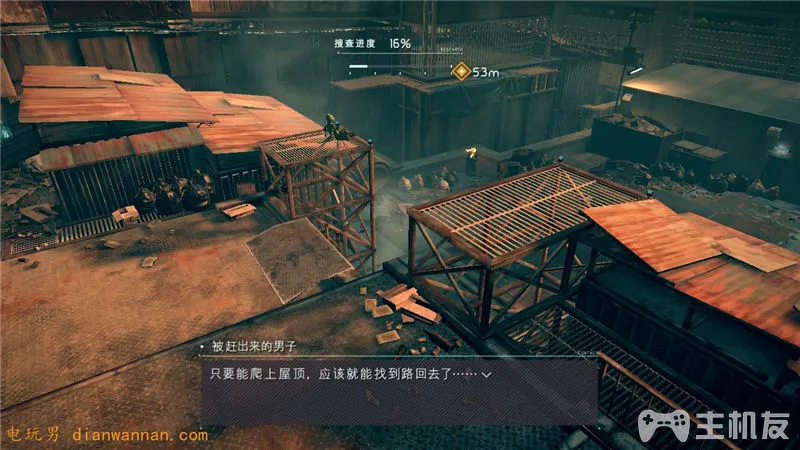 搜查进度 16%
RESEARCH
53m
• 被赶出来的男子
只要能爬上屋顶，应该就能找到路回去了……
电玩男 dianwannan.com
主机友